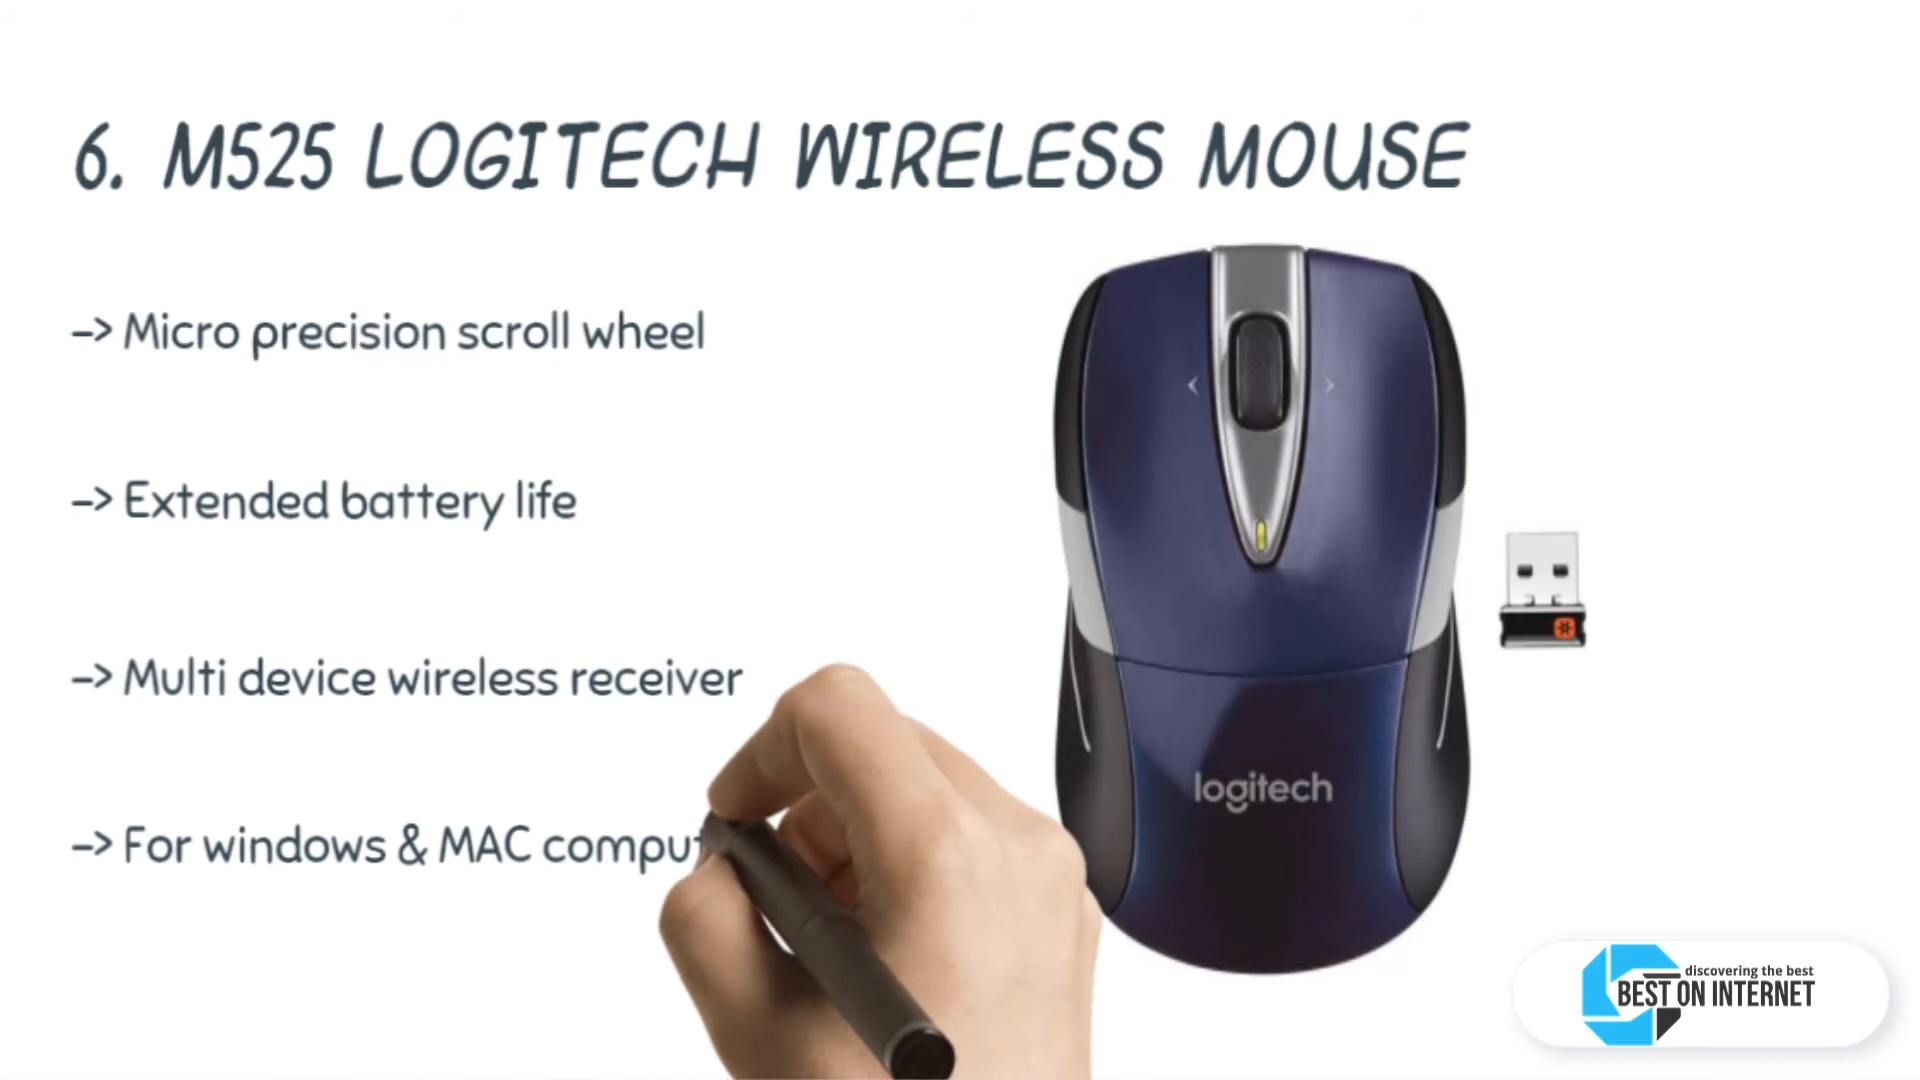 6. M525 LOGITECH WIRELESS MOUSE
-> Micro precision scroll wheel
-> Extended battery life
-> Multi device wireless receiver
-> For windows & MAC comput
logitech
discovering the best
BEST ON INTERNET